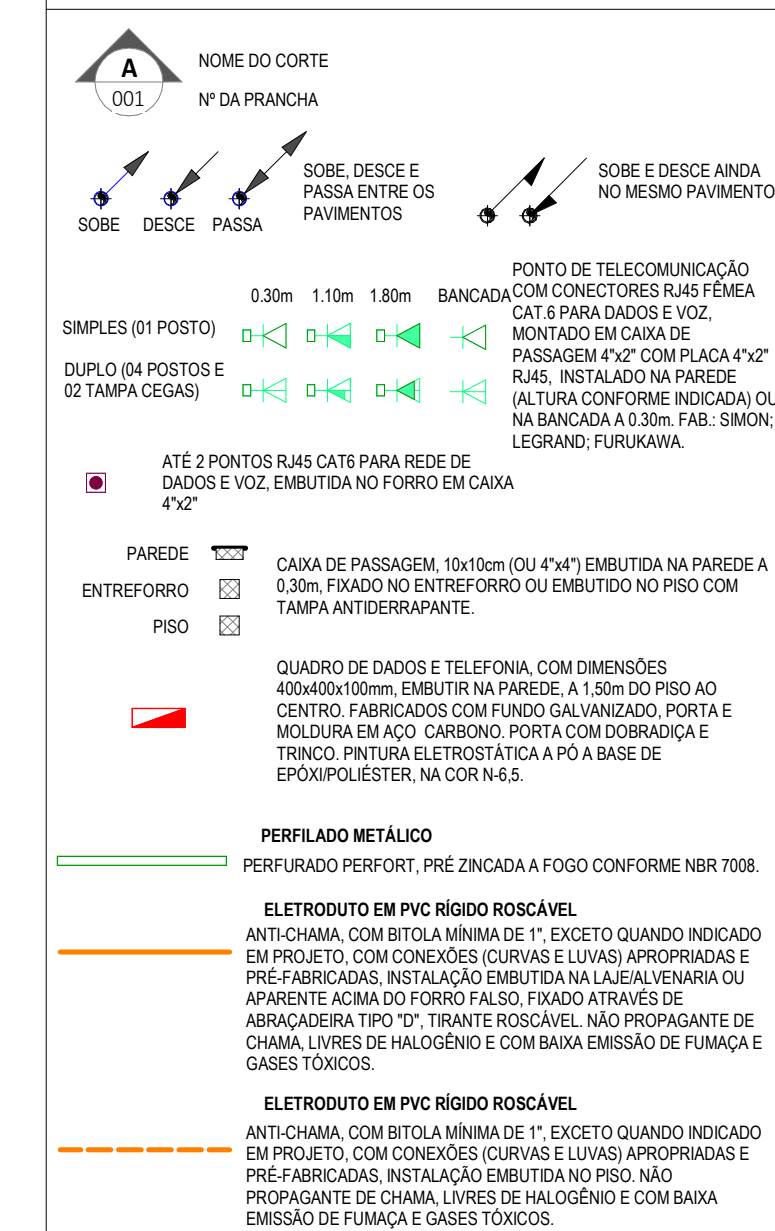 A
001
NOME DO CORTE
Nº DA PRANCHA
SOBE
DESCE
PASSA
SOBE, DESCE E
PASSA ENTRE OS
PAVIMENTOS
SOBE E DESCE AINDA
NO MESMO PAVIMENTO
0.30m
1.10m
1.80m
BANCADA
SIMPLES (01 POSTO)
DUPLO (04 POSTOS E
02 TAMPA CEGAS)
PONTO DE TELECOMUNICAÇÃO
COM CONECTORES RJ45 FÊMEA
CAT.6 PARA DADOS E VOZ,
MONTADO EM CAIXA DE
PASSAGEM 4"x2" COM PLACA 4"x2"
RJ45, INSTALADO NA PAREDE
(ALTURA CONFORME INDICADA) OU
NA BANCADA A 0.30m. FAB.: SIMON;
LEGRAND; FURUKAWA.
ATÉ 2 PONTOS RJ45 CAT6 PARA REDE DE
DADOS E VOZ, EMBUTIDA NO FORRO EM CAIXA
4"x2"
PAREDE
ENTREFORRO
PISO
CAIXA DE PASSAGEM, 10x10cm (OU 4"x4") EMBUTIDA NA PAREDE A
0,30m, FIXADO NO ENTREFORRO OU EMBUTIDO NO PISO COM
TAMPA ANTIDERRAPANTE.
QUADRO DE DADOS E TELEFONIA, COM DIMENSÕES
400x400x100mm, EMBUTIR NA PAREDE, A 1,50m DO PISO AO
CENTRO. FABRICADOS COM FUNDO GALVANIZADO, PORTA E
MOLDURA EM AÇO CARBONO. PORTA COM DOBRADIÇA E
TRINCO. PINTURA ELETROSTÁTICA A PÓ A BASE DE
EPÓXI/POLIÉSTER, NA COR N-6,5.
PERFILADO METÁLICO
PERFURADO PERFORT, PRÉ ZINCADA A FOGO CONFORME NBR 7008.
ELETRODUTO EM PVC RÍGIDO ROSCÁVEL
ANTI-CHAMA, COM BITOLA MÍNIMA DE 1", EXCETO QUANDO INDICADO
EM PROJETO, COM CONEXÕES (CURVAS E LUVAS) APROPRIADAS E
PRÉ-FABRICADAS, INSTALAÇÃO EMBUTIDA NA LAJE/ALVENARIA OU
APARENTE ACIMA DO FORRO FALSO, FIXADO ATRAVÉS DE
ABRAÇADEIRA TIPO "D", TIRANTE ROSCÁVEL. NÃO PROPAGANTE DE
CHAMA, LIVRES DE HALOGÊNIO E COM BAIXA EMISSÃO DE FUMAÇA E
GASES TÓXICOS.
ELETRODUTO EM PVC RÍGIDO ROSCÁVEL
ANTI-CHAMA, COM BITOLA MÍNIMA DE 1", EXCETO QUANDO INDICADO
EM PROJETO, COM CONEXÕES (CURVAS E LUVAS) APROPRIADAS E
PRÉ-FABRICADAS, INSTALAÇÃO EMBUTIDA NO PISO. NÃO
PROPAGANTE DE CHAMA, LIVRES DE HALOGÊNIO E COM BAIXA
EMISSÃO DE FUMAÇA E GASES TÓXICOS.